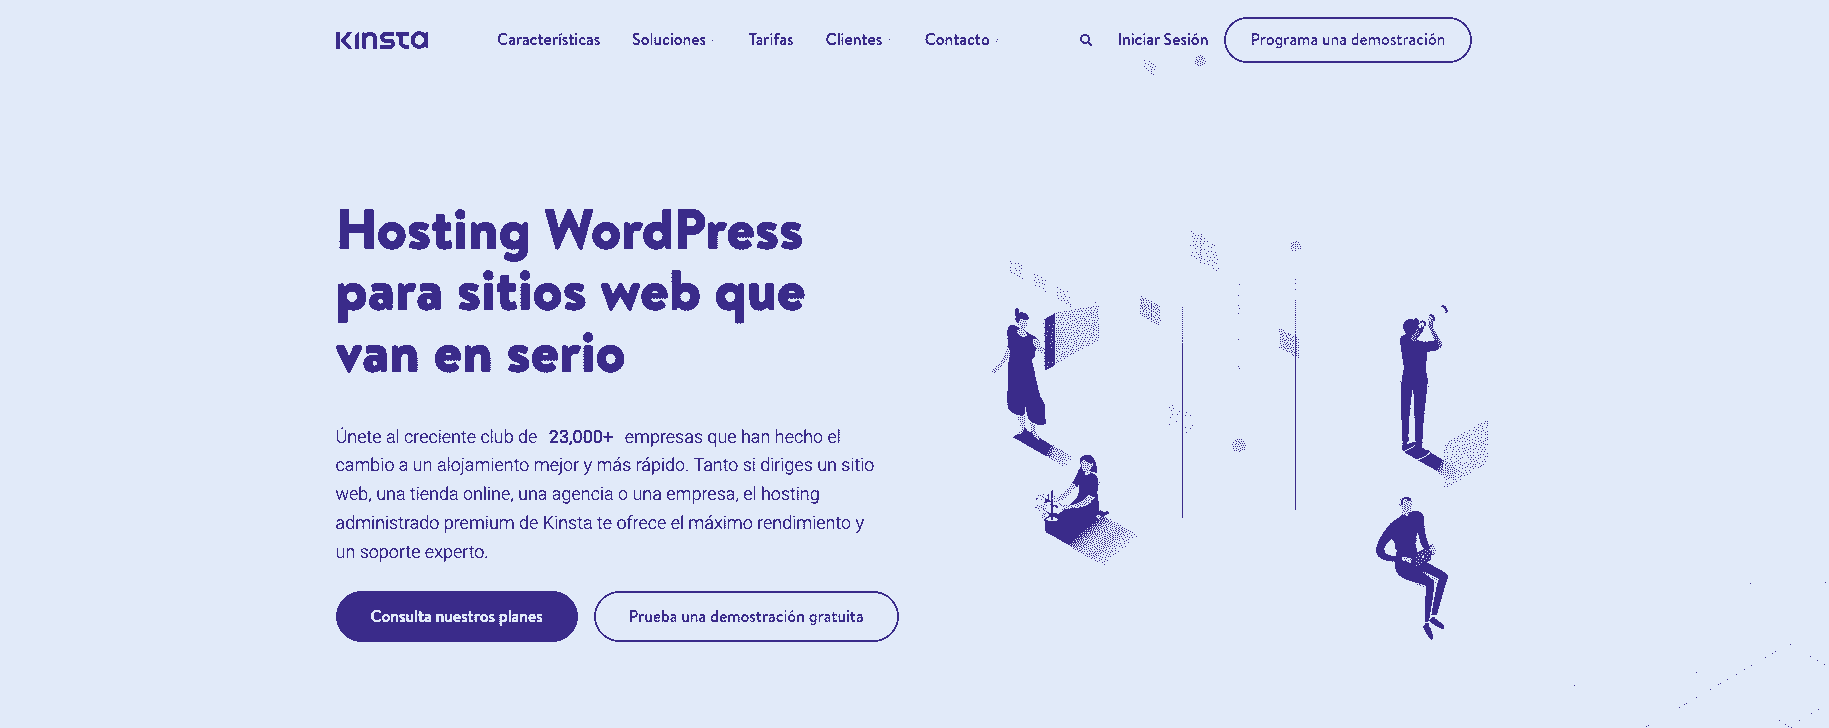 Kinsta
Características Soluciones Tarifas Clientes Contacto Iniciar Sesión Programa una demostración
Hosting WordPress
para sitios web que
van en serio
Únete al creciente club de 23,000+ empresas que han hecho el
cambio a un alojamiento mejor y más rápido. Tanto si diriges un sitio
web, una tienda online, una agencia o una empresa, el hosting
administrado premium de Kinsta te ofrece el máximo rendimiento y
un soporte experto.
Consulta nuestros planes Prueba una demostración gratuita